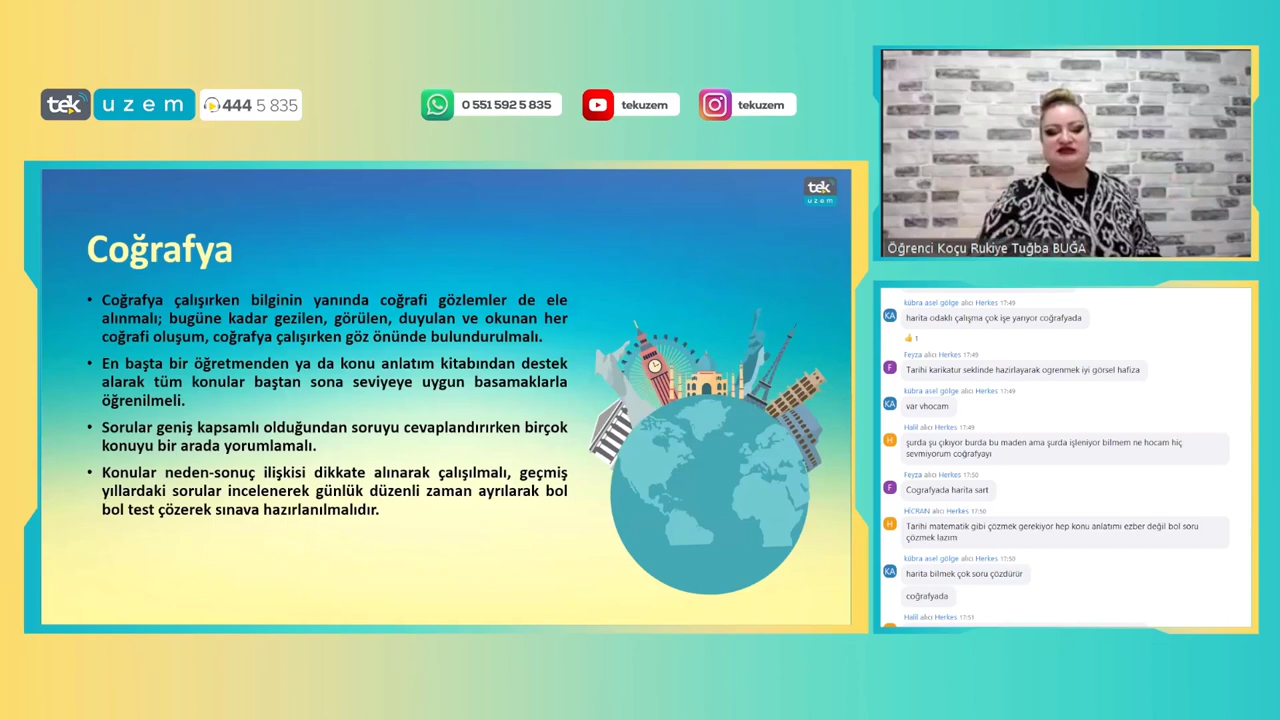 tek uzem 444 5 835
0 551 592 5 835
tekuzem
tekuzem
tek
uzem
Coğrafya
• Coğrafya çalışırken bilginin yanında coğrafi gözlemler de ele
alınmalı; bugüne kadar gezilen, görülen, duyulan ve okunan her
coğrafi oluşum, coğrafya çalışırken göz önünde bulundurulmalı.
• En başta bir öğretmenden ya da konu anlatım kitabından destek
alarak tüm konular baştan sona seviyeye uygun basamaklarla
öğrenilmeli.
• Sorular geniş kapsamlı olduğundan soruyu cevaplandırırken birçok
konuyu bir arada yorumlamalı.
• Konular neden-sonuç ilişkisi dikkate alınarak çalışılmalı, geçmiş
yıllardaki sorular incelenerek günlük düzenli zaman ayrılarak bol
bol test çözerek sınava hazırlanılmalıdır.
Öğrenci Koçu Rukiye Tuğba BUĞA
kübra asel gölge alıcı Herkes 17:49
KA
harita odaklı çalışma çok işe yarıyor coğrafyada
1
Feyza alıcı Herkes 17:49
F
Tarihi karikatur seklinde hazirlayarak ogrenmek iyi görsel hafiza
kübra asel gölge alıcı Herkes 17:49
KA
var vhocam
Halil alıcı Herkes 17:49
H
şurda şu çıkıyor burda bu maden ama şurda işleniyor bilmem ne hocam hiç
sevmiyorum coğrafyayı
Feyza alıcı Herkes 17:50
F
Cografyada harita sart
HİCRAN alıcı Herkes 17:50
H
Tarihi matematik gibi çözmek gerekiyor hep konu anlatımı ezber değil bol soru
çözmek lazım
kübra asel gölge alıcı Herkes 17:50
KA
harita bilmek çok soru çözdürür
coğrafyada
Halil alıcı Herkes 17:51